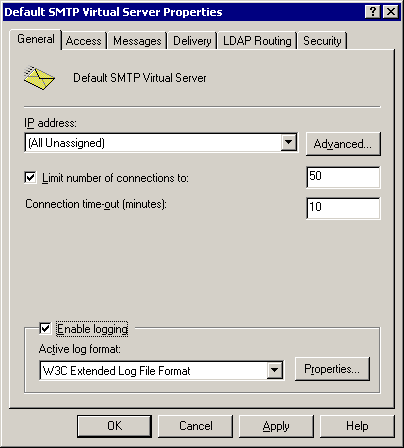 Default SMTP Virtual Server Properties
General Access Messages Delivery LDAP Routing Security
Default SMTP Virtual Server
IP address:
(All Unassigned) Advanced...
Limit number of connections to: 50
Connection time-out (minutes): 10
Enable logging
Active log format:
W3C Extended Log File Format Properties...
OK Cancel Apply Help